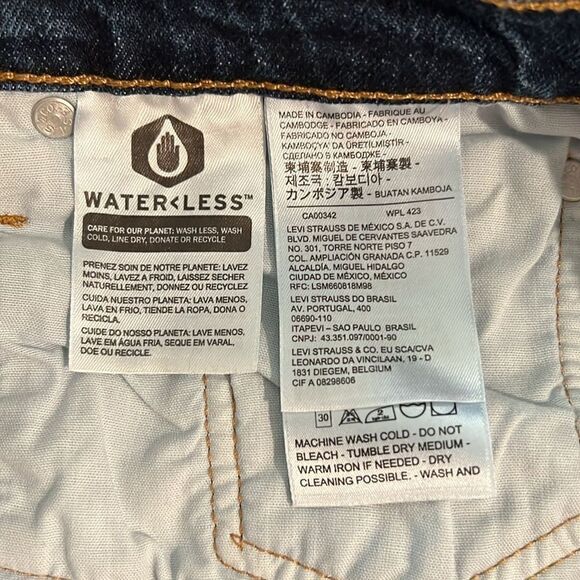 WATER<LESS™
CARE FOR OUR PLANET: WASH LESS, WASH
COLD, LINE DRY, DONATE OR RECYCLE
PRENEZ SOIN DE NOTRE PLANETE: LAVEZ
MOINS, LAVEZ A FROID, LAISSEZ SECHER
NATURELLEMENT, DONNEZ OU RECYCLEZ
CUIDA NUESTRO PLANETA: LAVA MENOS,
LAVA EN FRIO, TIENDE LA ROPA, DONA O
RECICLA.
CUIDE DO NOSSO PLANETA: LAVE MENOS,
LAVE EM ÁGUA FRIA, SEQUE EM VARAL,
DOE OU RECICLE.
MADE IN CAMBODIA - FABRIQUE AU
CAMBODGE - FABRICADO EN CAMBOYA -
FABRICADO NO CAMBOJA -
KAMBOÇYA'DA ÜRETİLMİŞTİR -
СДЕЛАНО В КАМБОДЖЕ -
柬埔寨制造 - 柬埔寨製 -
제조국 : 캄보디아 -
カンボジア製 - BUATAN KAMBOJA
CA00342 WPL 423
LEVI STRAUSS DE MÉXICO S.A. DE C.V.
BLVD. MIGUEL DE CERVANTES SAAVEDRA
NO. 301, TORRE NORTE PISO 7
COL. AMPLIACIÓN GRANADA C.P. 11529
ALCALDÍA, MIGUEL HIDALGO
CIUDAD DE MÉXICO, MÉXICO
RFC: LSM660818M98
LEVI STRAUSS DO BRASIL
AV. PORTUGAL, 400
06690-110
ITAPEVI – SAO PAULO BRASIL
CNPJ: 43.351.097/0001-90
LEVI STRAUSS & CO. EU SCA/CVA
LEONARDO DA VINCILAAN, 19 - D
1831 DIEGEM, BELGIUM
CIF A 08298606
30
MACHINE WASH COLD - DO NOT
BLEACH - TUMBLE DRY MEDIUM -
WARM IRON IF NEEDED - DRY
CLEANING POSSIBLE. - WASH AND